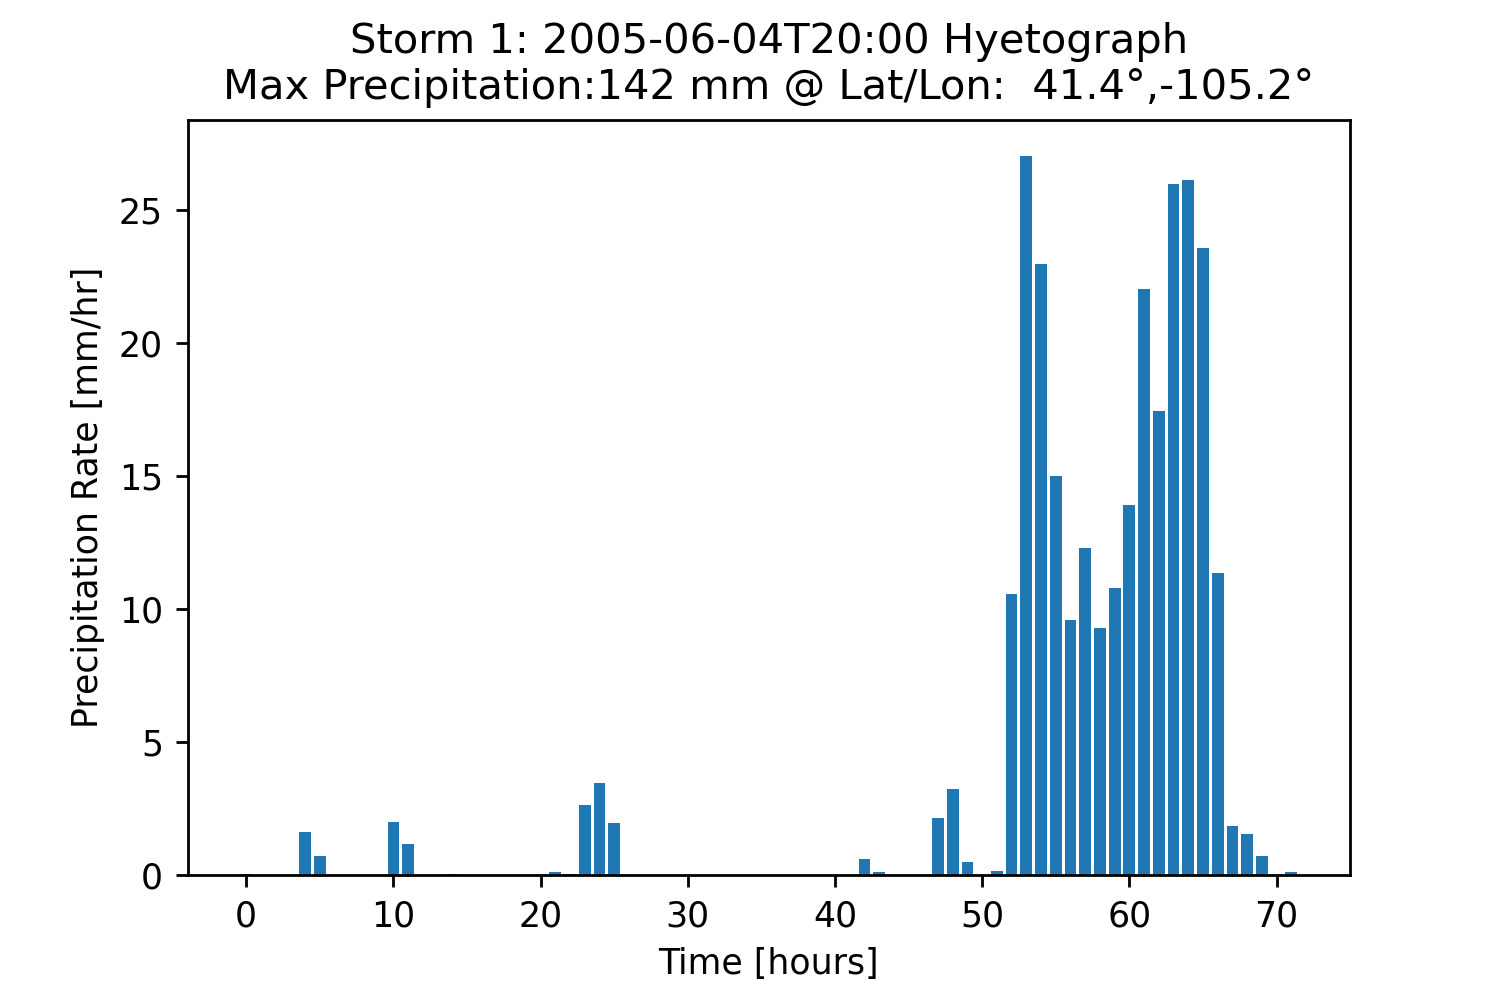 Storm 1: 2005-06-04T20:00 Hyetograph
Max Precipitation:142 mm @ Lat/Lon:  41.4°,-105.2°
Precipitation Rate [mm/hr]
25
20
15
10
5
0
0 10 20 30 40 50 60 70
Time [hours]